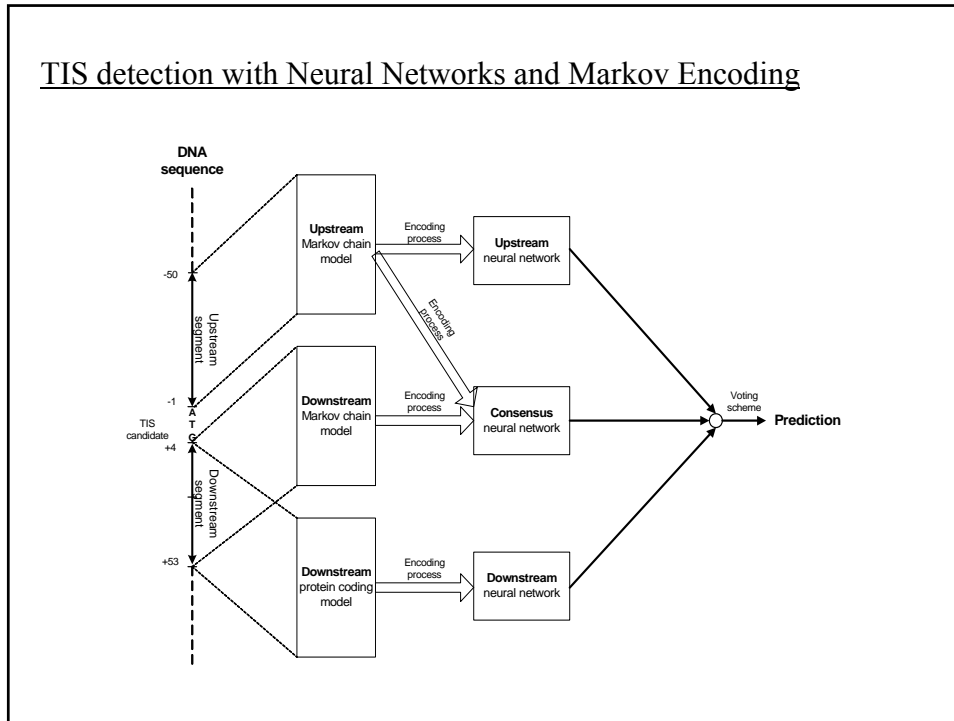 TIS detection with Neural Networks and Markov Encoding
DNA
sequence
-50
Upstream
segment
-1
A
T
G
TIS
candidate
+4
Downstream
segment
+53
Upstream
Markov chain
model
Encoding
process
Upstream
neural network
Encoding
process
Downstream
Markov chain
model
Encoding
process
Consensus
neural network
Voting
scheme
Prediction
Downstream
protein coding
model
Encoding
process
Downstream
neural network